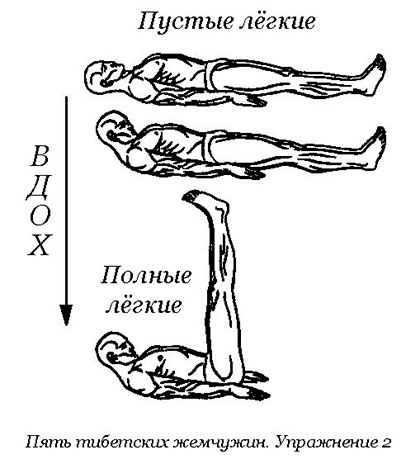 Пустые лёгкие
В
Д
О
Х
Полные
лёгкие
Пять тибетских жемчужин. Упражнение 2